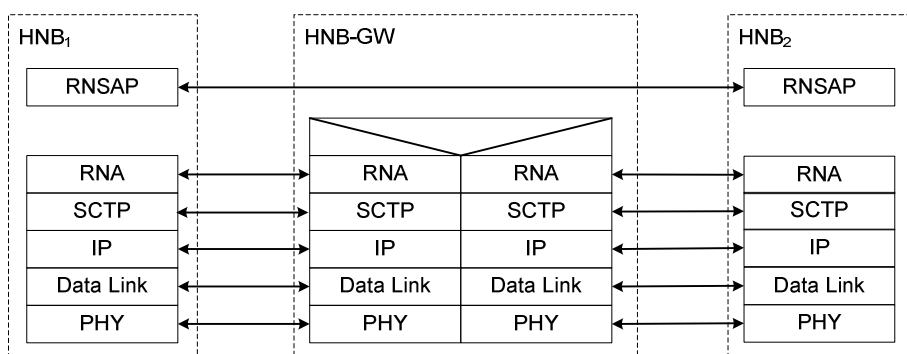 HNB₁ HNB-GW HNB₂
RNSAP RNSAP
RNA RNA RNA RNA
SCTP SCTP SCTP SCTP
IP IP IP IP
Data Link Data Link Data Link Data Link
PHY PHY PHY PHY